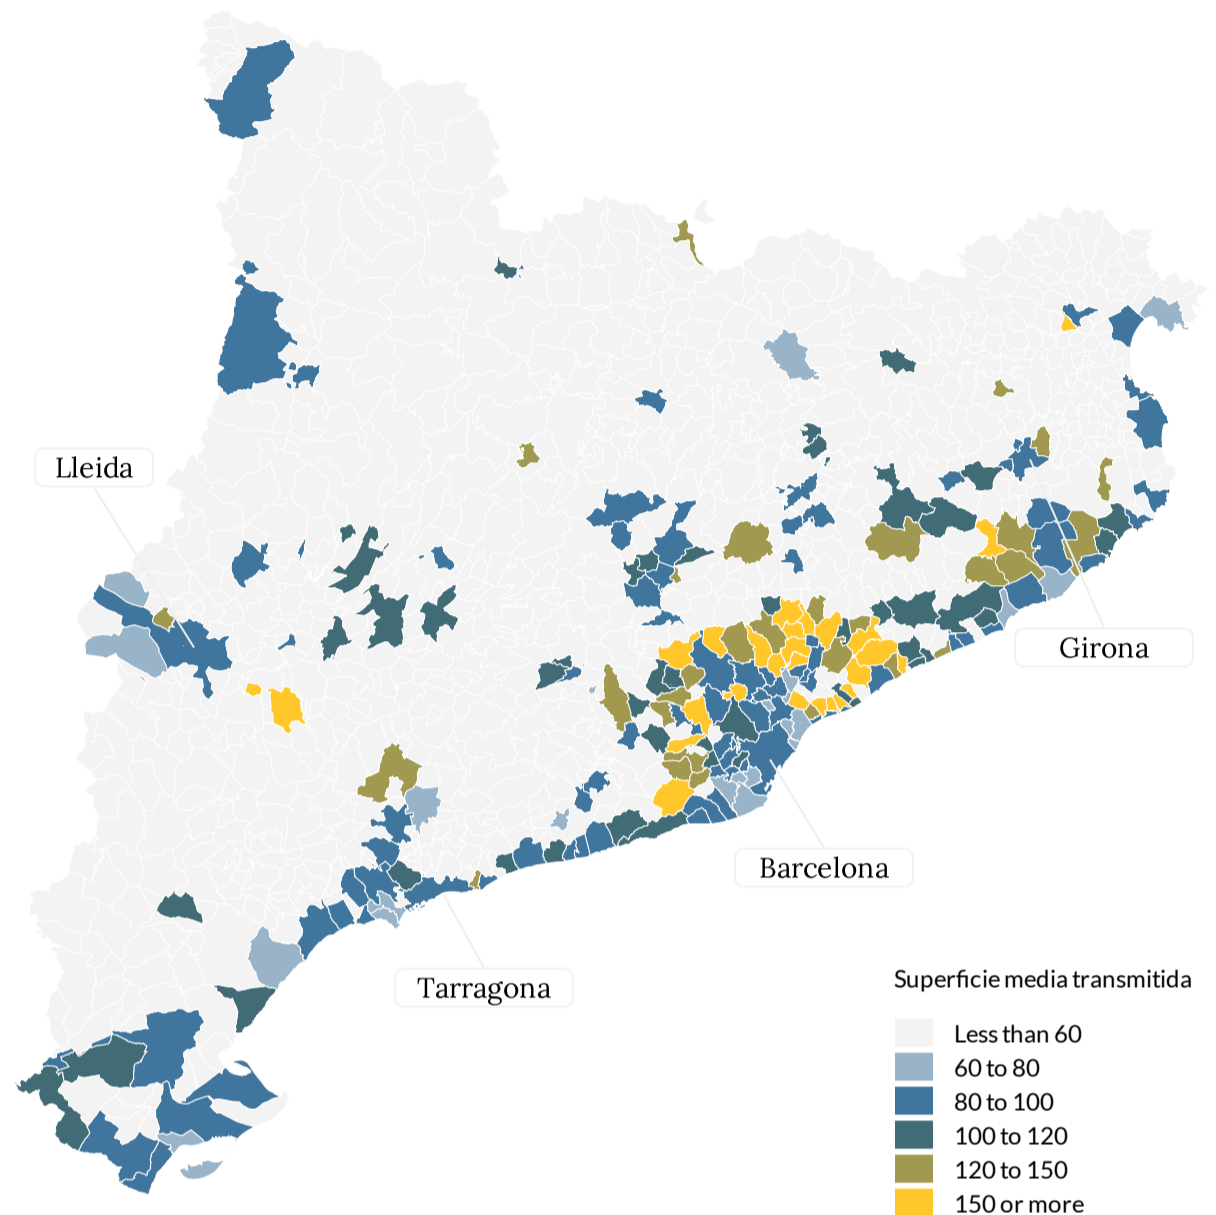 Lleida
Girona
Barcelona
Tarragona
Superficie media transmitida
Less than 60
60 to 80
80 to 100
100 to 120
120 to 150
150 or more